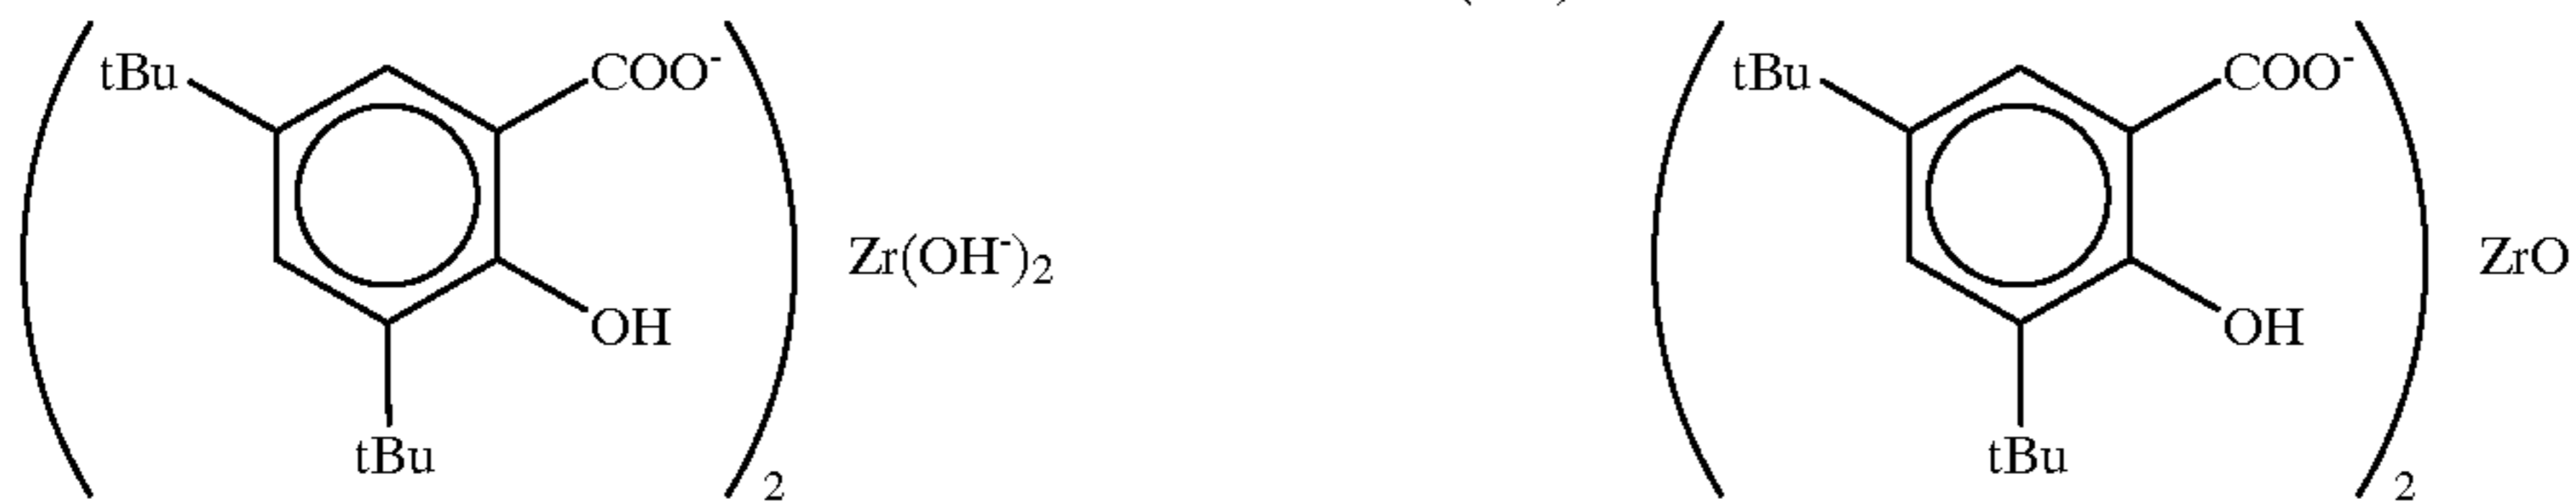 tBu COO⁻ tBu COO⁻
Zr(OH⁻)₂ ZrO
OH OH
tBu tBu
2 2